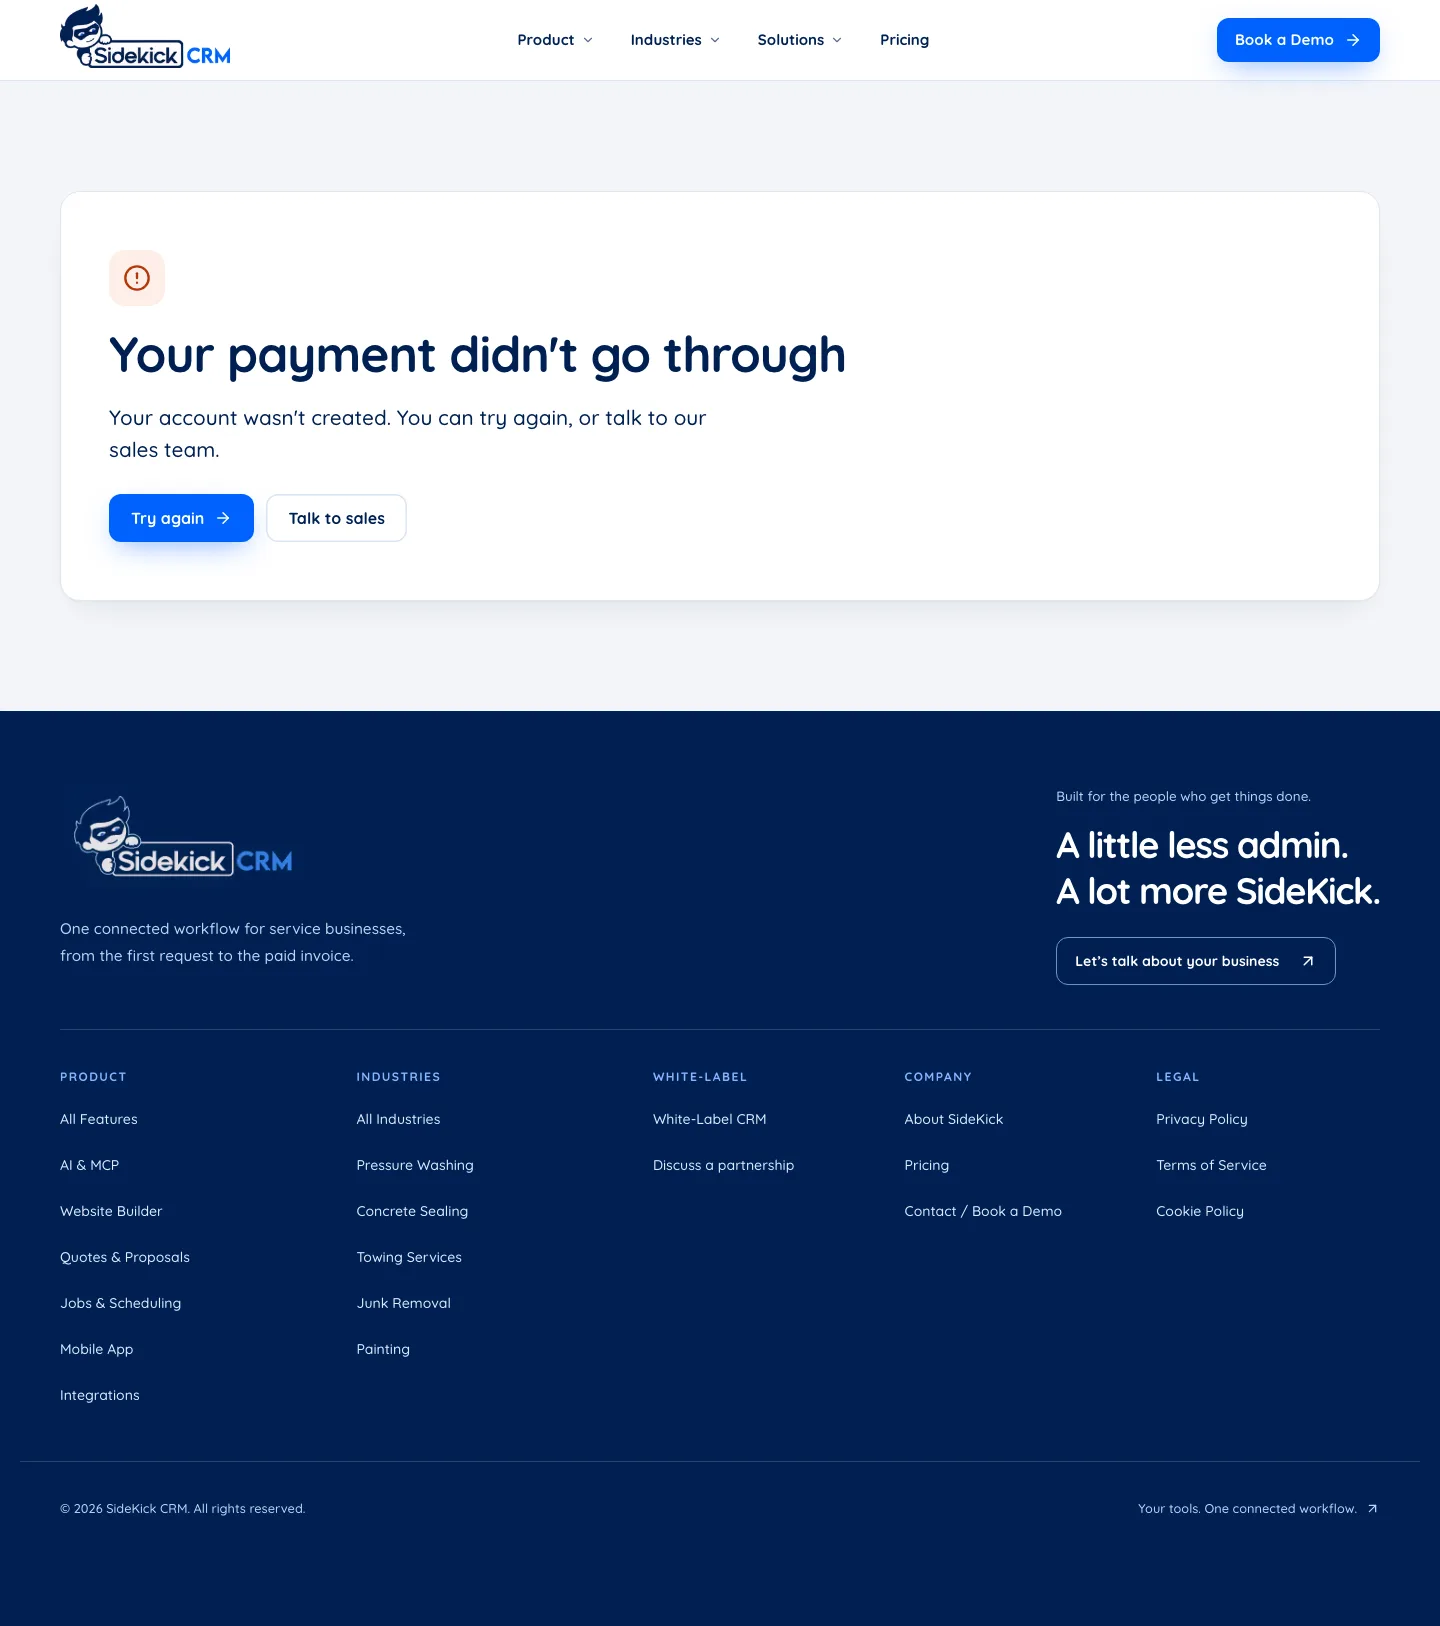 Sidekick CRM
Product
Industries
Solutions
Pricing
Book a Demo
Your payment didn't go through
Your account wasn't created. You can try again, or talk to our
sales team.
Try again
Talk to sales
Sidekick CRM
One connected workflow for service businesses,
from the first request to the paid invoice.
Built for the people who get things done.
A little less admin.
A lot more SideKick.
Let’s talk about your business
PRODUCT
All Features
AI & MCP
Website Builder
Quotes & Proposals
Jobs & Scheduling
Mobile App
Integrations
INDUSTRIES
All Industries
Pressure Washing
Concrete Sealing
Towing Services
Junk Removal
Painting
WHITE-LABEL
White-Label CRM
Discuss a partnership
COMPANY
About SideKick
Pricing
Contact / Book a Demo
LEGAL
Privacy Policy
Terms of Service
Cookie Policy
© 2026 SideKick CRM. All rights reserved.
Your tools. One connected workflow.